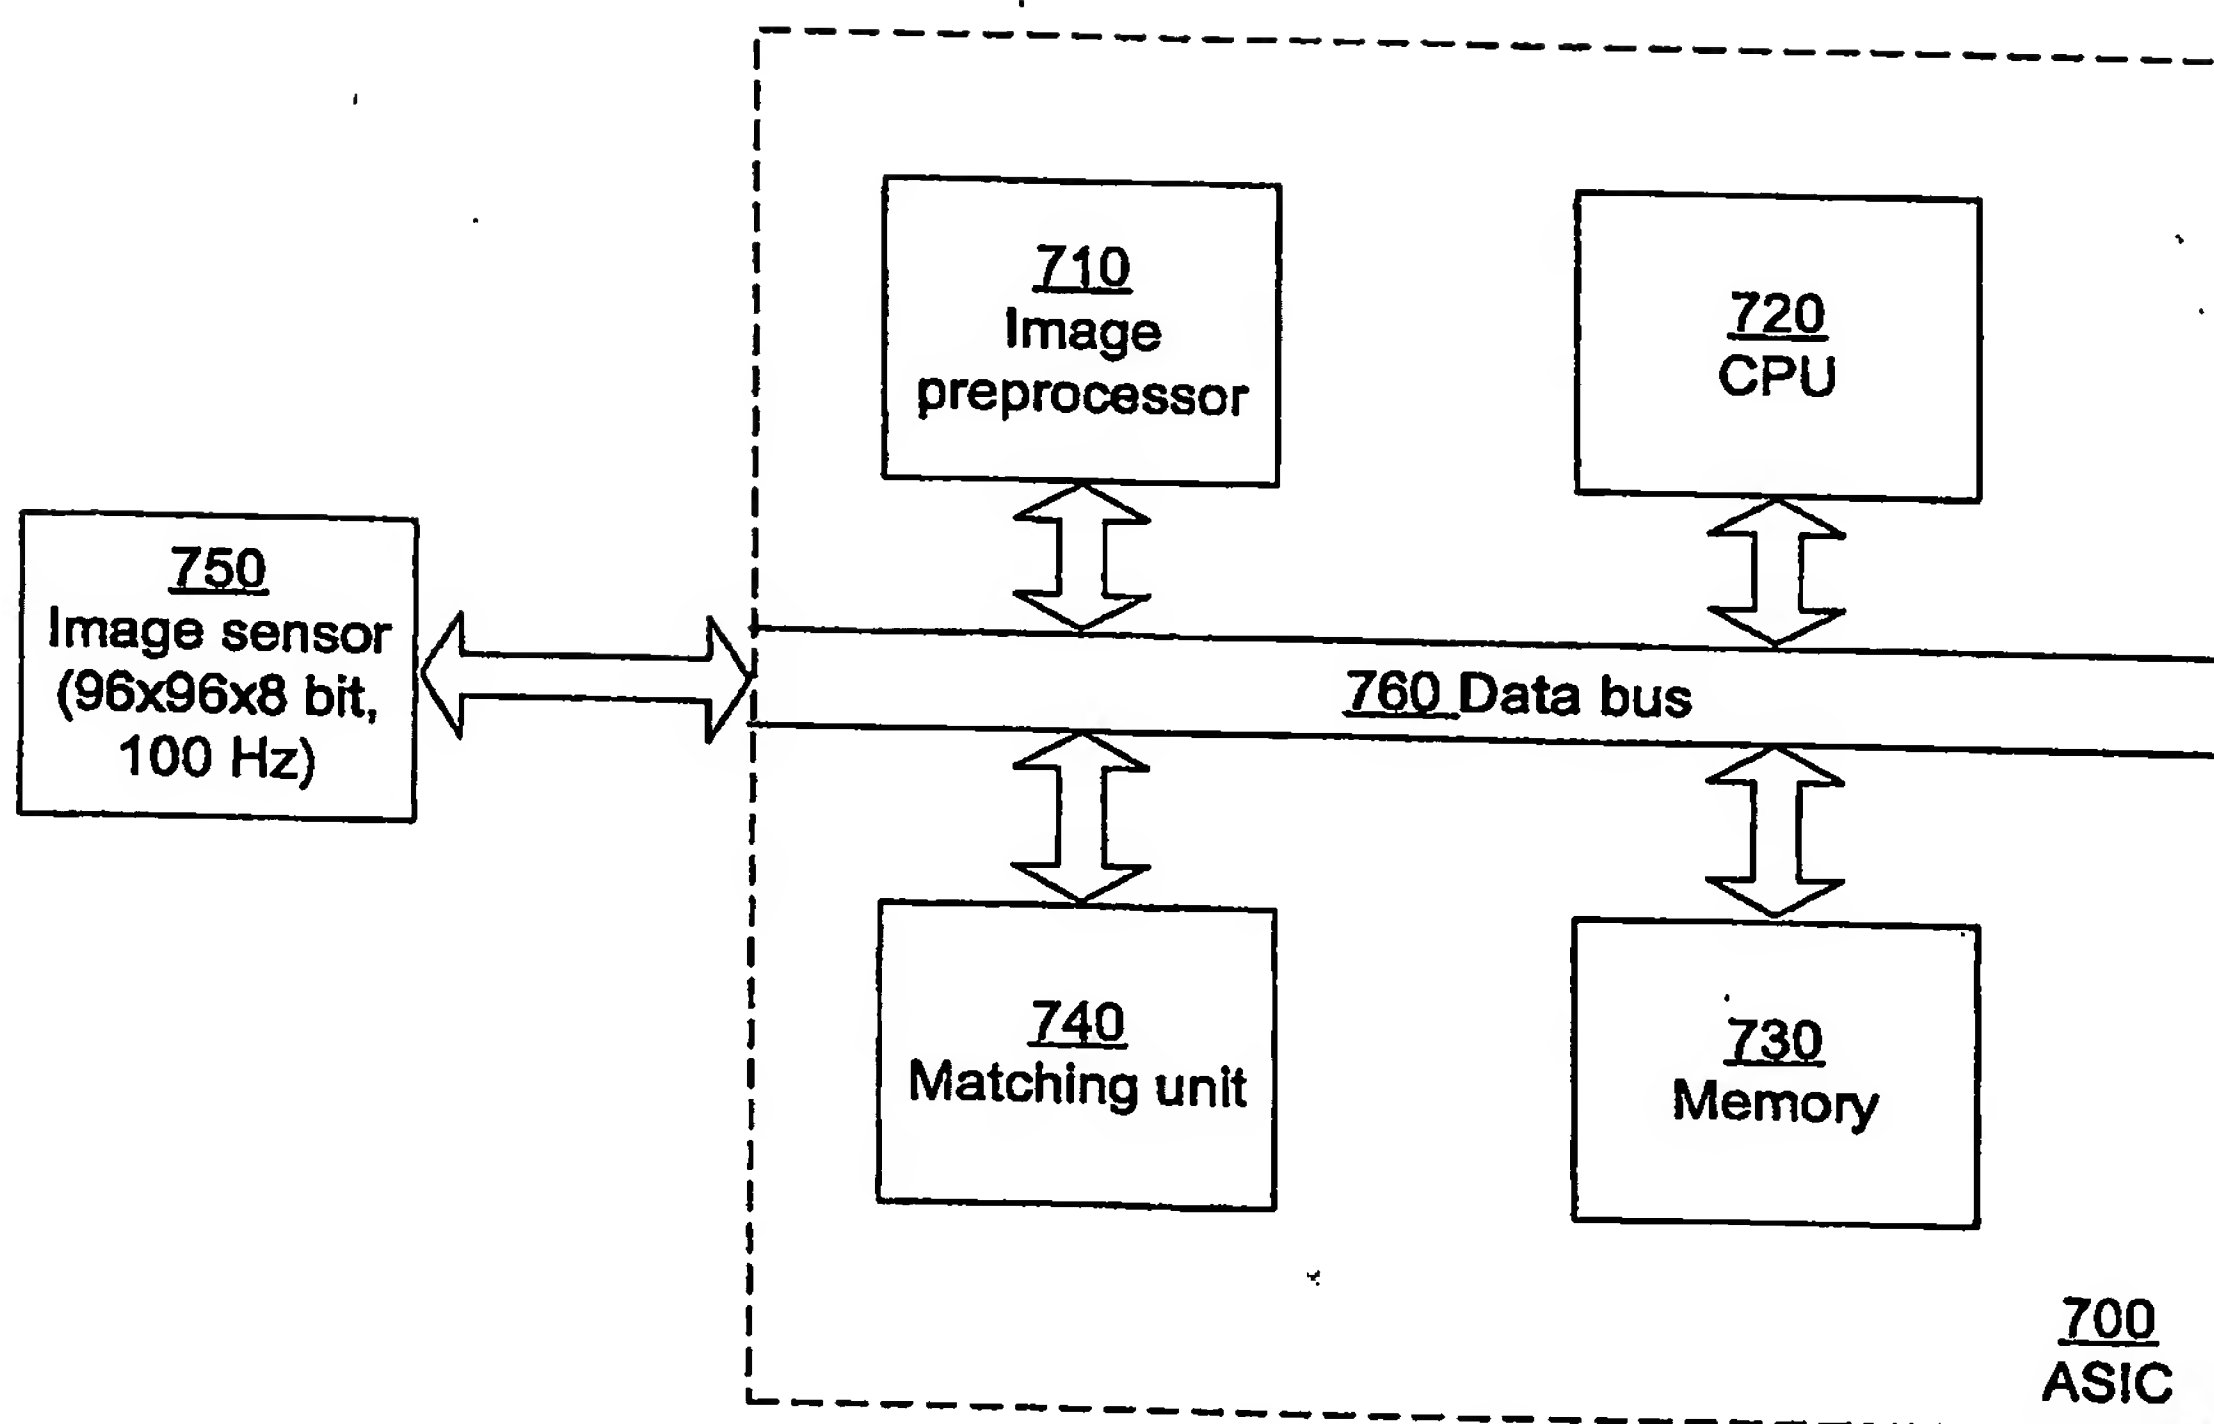 710
Image
preprocessor
720
CPU
750
Image sensor
(96x96x8 bit,
100 Hz)
760 Data bus
740
Matching unit
730
Memory
700
ASIC